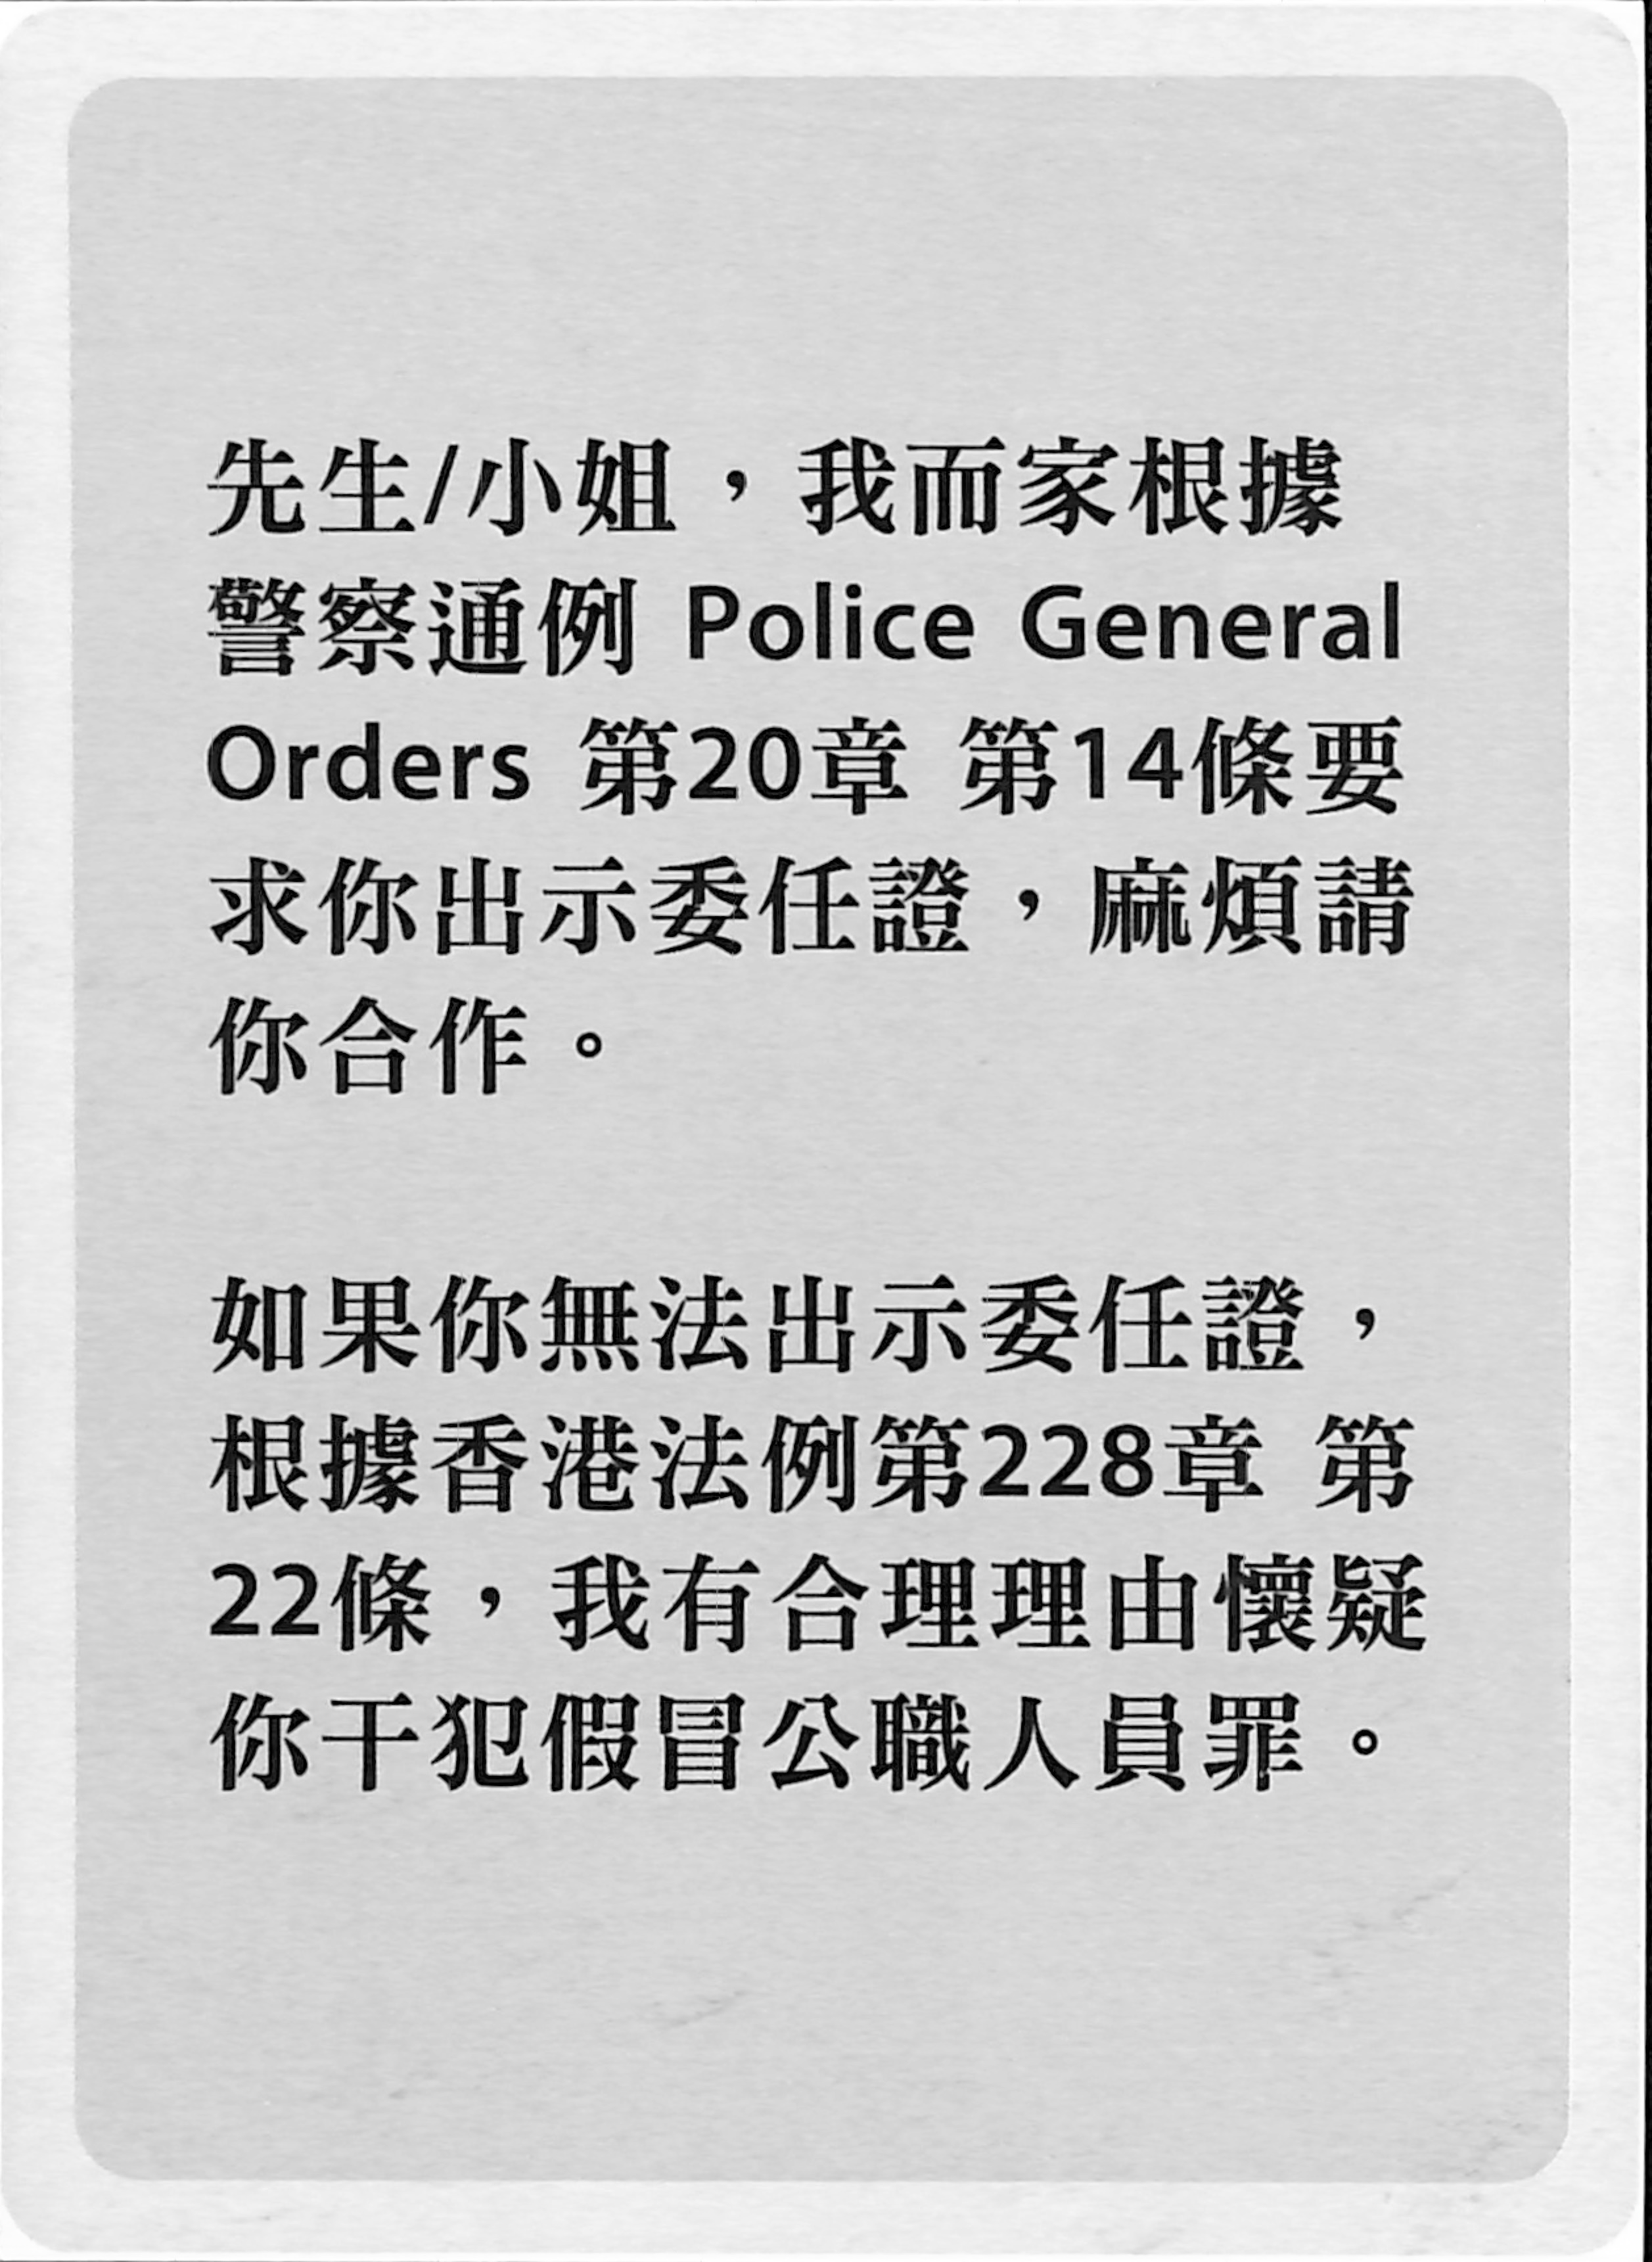 先生/小姐，我而家根據
警察通例 Police General
Orders 第20章 第14條要
求你出示委任證，麻煩請
你合作。
如果你無法出示委任證，
根據香港法例第228章 第
22條，我有合理理由懷疑
你干犯假冒公職人員罪。